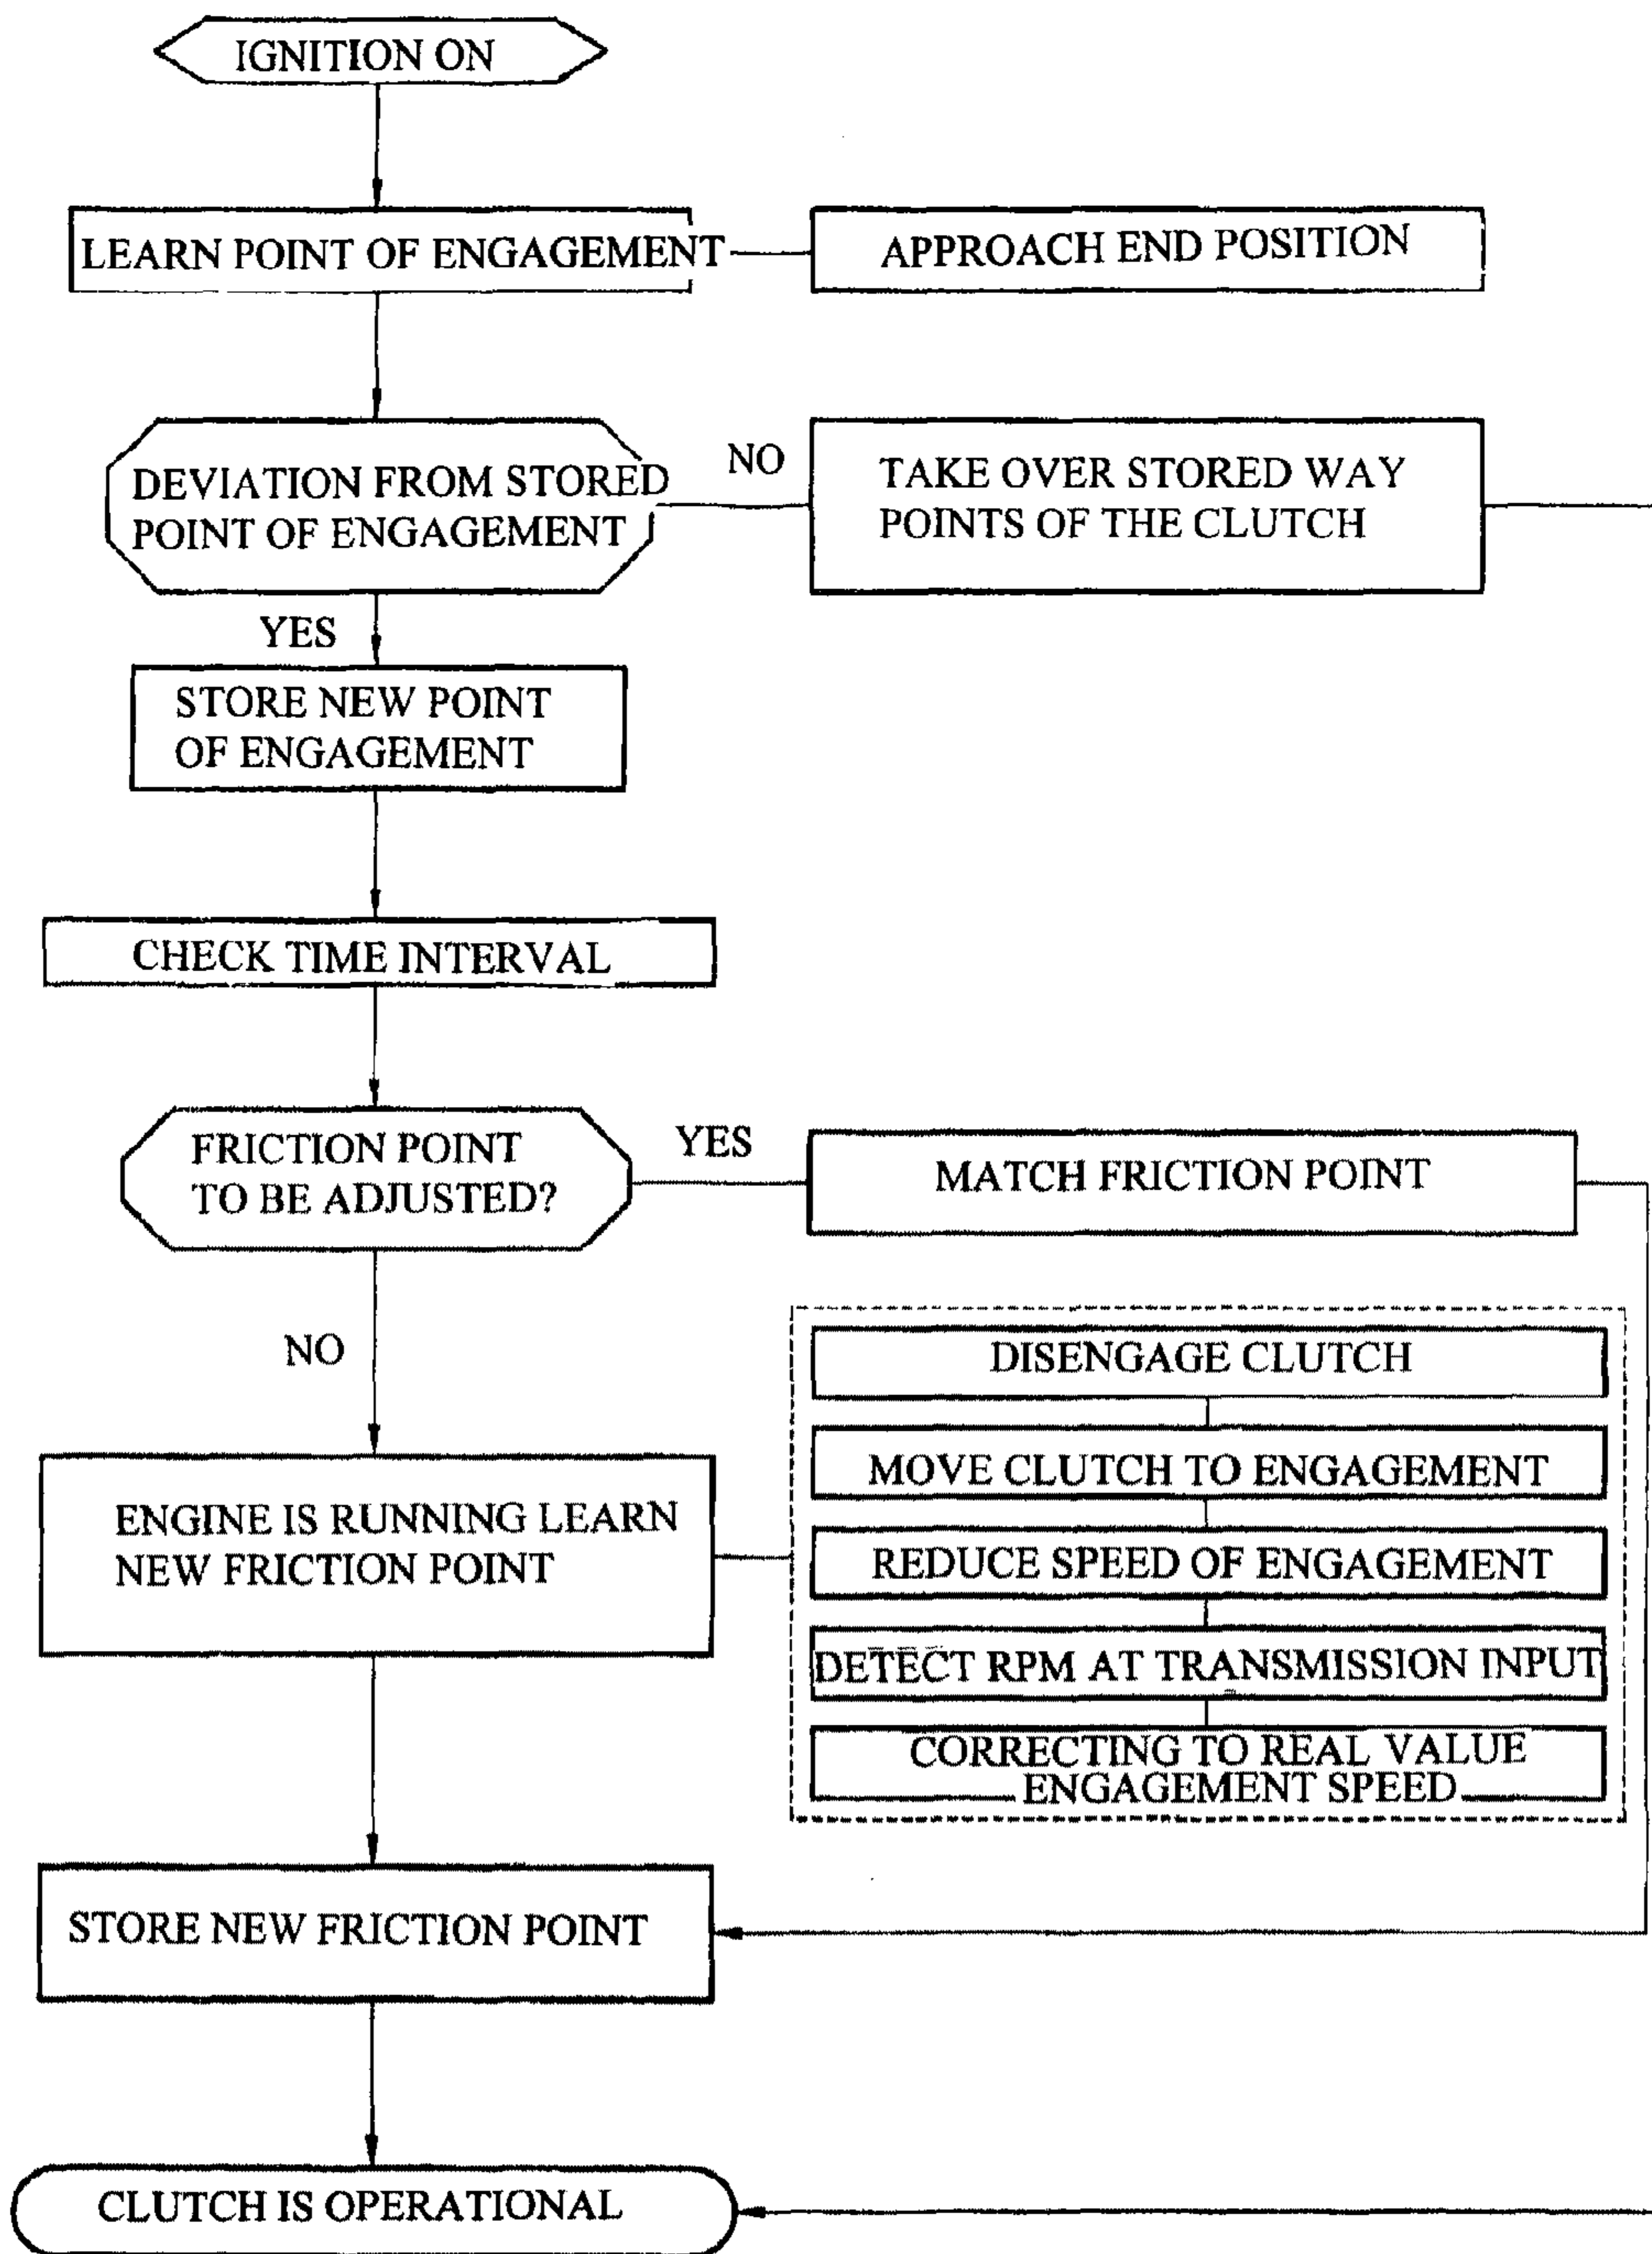 IGNITION ON
LEARN POINT OF ENGAGEMENT
APPROACH END POSITION
DEVIATION FROM STORED
POINT OF ENGAGEMENT
NO
TAKE OVER STORED WAY
POINTS OF THE CLUTCH
YES
STORE NEW POINT
OF ENGAGEMENT
CHECK TIME INTERVAL
FRICTION POINT
TO BE ADJUSTED?
YES
MATCH FRICTION POINT
NO
ENGINE IS RUNNING LEARN
NEW FRICTION POINT
DISENGAGE CLUTCH
MOVE CLUTCH TO ENGAGEMENT
REDUCE SPEED OF ENGAGEMENT
DETECT RPM AT TRANSMISSION INPUT
CORRECTING TO REAL VALUE
ENGAGEMENT SPEED
STORE NEW FRICTION POINT
CLUTCH IS OPERATIONAL